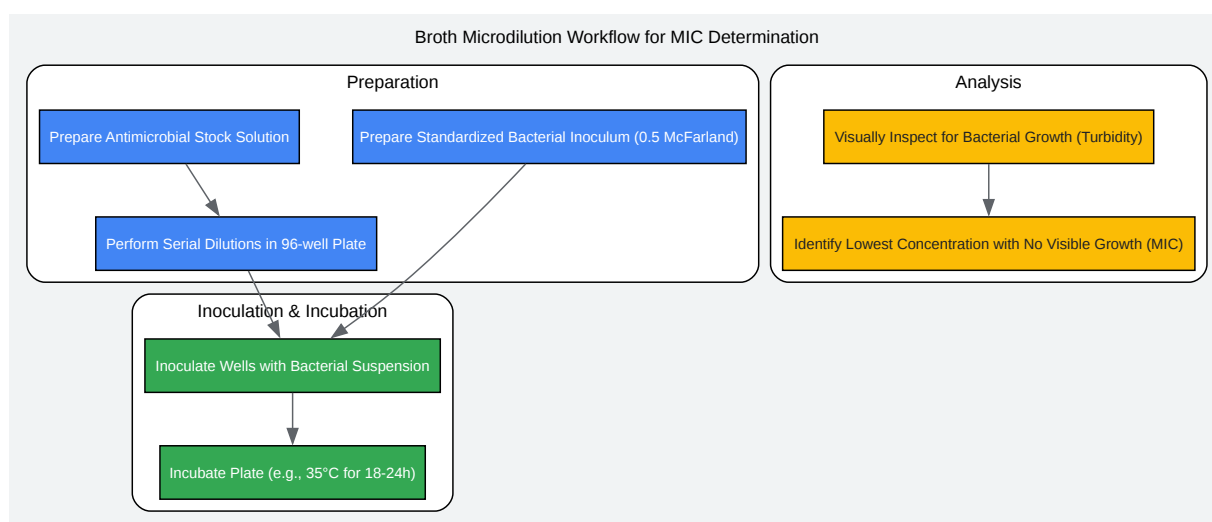 Broth Microdilution Workflow for MIC Determination
Preparation
Prepare Antimicrobial Stock Solution
Prepare Standardized Bacterial Inoculum (0.5 McFarland)
Perform Serial Dilutions in 96-well Plate
Inoculation & Incubation
Inoculate Wells with Bacterial Suspension
Incubate Plate (e.g., 35°C for 18-24h)
Analysis
Visually Inspect for Bacterial Growth (Turbidity)
Identify Lowest Concentration with No Visible Growth (MIC)